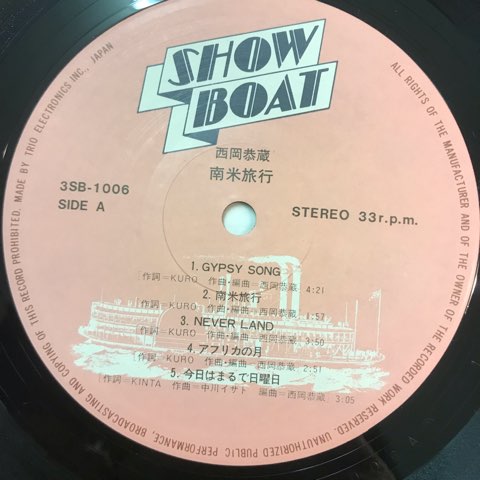 SHOW
BOAT
西岡恭蔵
南米旅行
3SB-1006
SIDE A
STEREO 33r.p.m.
1. GYPSY SONG
(作詞=KURO 作曲・編曲=西岡恭蔵 4:21
2. 南米旅行
(作詞=KURO 作曲・編曲=西岡恭蔵 1:57
3. NEVER LAND
(作詞=KURO 作曲・編曲=西岡恭蔵 :50
4. アフリカの月
(作詞=KURO 作曲・編曲=西岡恭蔵 2:51
5. 今日はまるで日曜日
(作詞=KINTA 作曲=中川イサト 編曲=西岡恭蔵 3:05
ALL RIGHTS OF THE MANUFACTURER AND OF THE OWNER OF THE RECORDED WORK RESERVED. UNAUTHORIZED PUBLIC PERFORMANCE, BROADCASTING AND COPYING OF THIS RECORD PROHIBITED. MADE BY TRIO ELECTRONICS INC., JAPAN